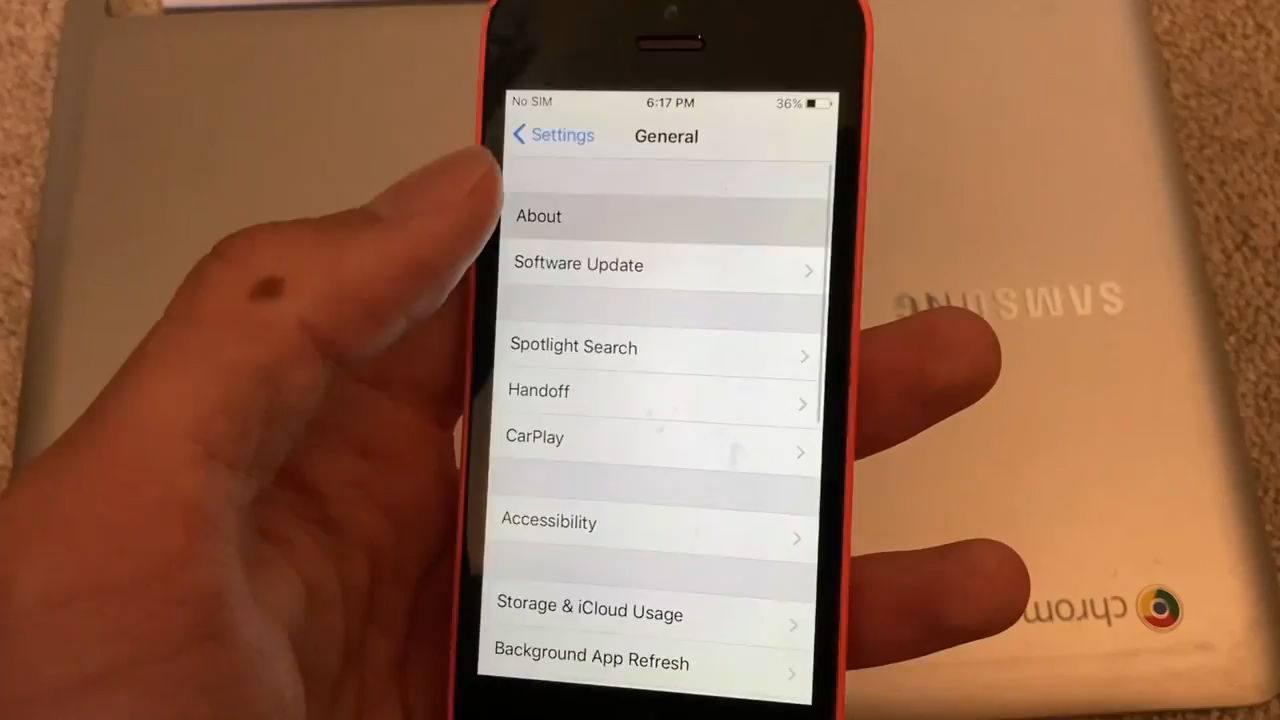 No SIM 6:17 PM 36%
Settings General
About
Software Update
Spotlight Search
Handoff
CarPlay
Accessibility
Storage & iCloud Usage
Background App Refresh
SAMSUNG
chrom